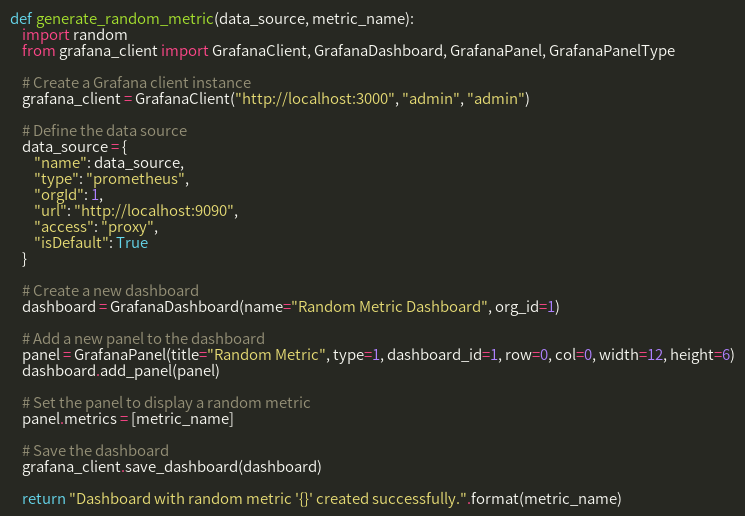 def generate_random_metric(data_source, metric_name):
    import random
    from grafana_client import GrafanaClient, GrafanaDashboard, GrafanaPanel, GrafanaPanelType

    # Create a Grafana client instance
    grafana_client = GrafanaClient("http://localhost:3000", "admin", "admin")

    # Define the data source
    data_source = {
        "name": data_source,
        "type": "prometheus",
        "orgId": 1,
        "url": "http://localhost:9090",
        "access": "proxy",
        "isDefault": True
    }

    # Create a new dashboard
    dashboard = GrafanaDashboard(name="Random Metric Dashboard", org_id=1)

    # Add a new panel to the dashboard
    panel = GrafanaPanel(title="Random Metric", type=1, dashboard_id=1, row=0, col=0, width=12, height=6)
    dashboard.add_panel(panel)

    # Set the panel to display a random metric
    panel.metrics = [metric_name]

    # Save the dashboard
    grafana_client.save_dashboard(dashboard)

    return "Dashboard with random metric '{}' created successfully.".format(metric_name)